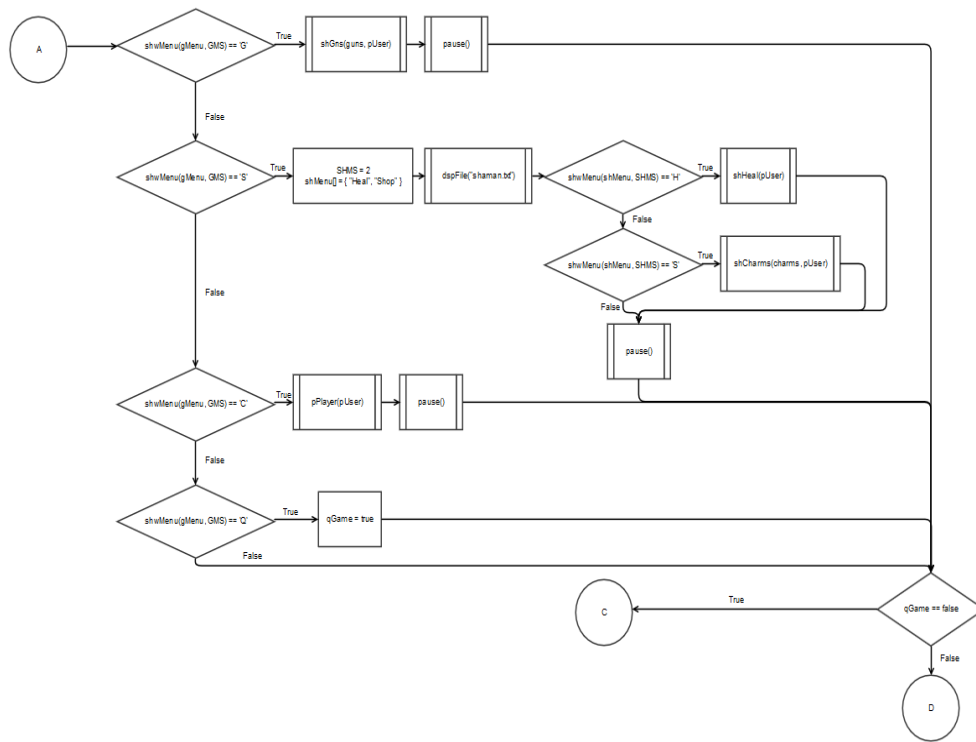 A
shwMenu(gMenu, GMS) == 'G'
True
shGns(guns, pUser)
pause()
False
shwMenu(gMenu, GMS) == 'S'
True
SHMS = 2
shMenu[] = { "Heal", "Shop" }
dspFile("shaman.txt")
shwMenu(shMenu, SHMS) == 'H'
True
shHeal(pUser)
False
shwMenu(shMenu, SHMS) == 'S'
True
shCharms(charms, pUser)
False
False
pause()
shwMenu(gMenu, GMS) == 'C'
True
pPlayer(pUser)
pause()
False
shwMenu(gMenu, GMS) == 'Q'
True
qGame = true
False
qGame == false
True
C
False
D